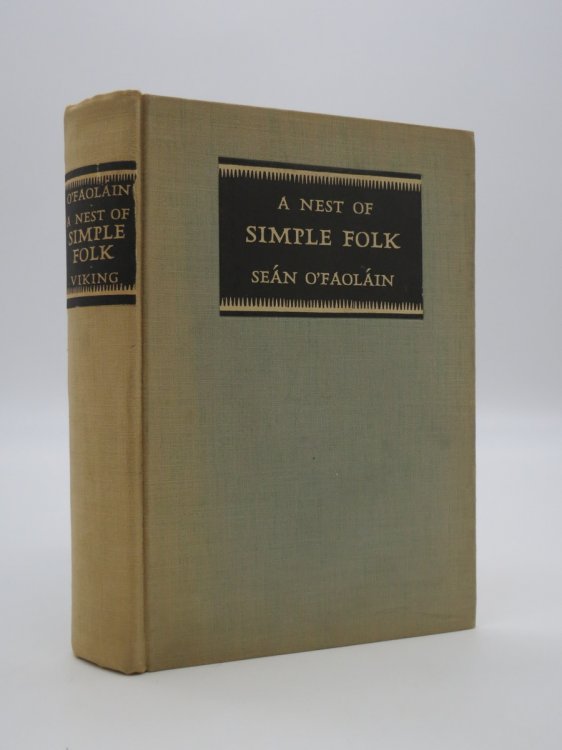 O'FAOLÁIN
A NEST OF
SIMPLE
FOLK
VIKING
A NEST OF
SIMPLE FOLK
SEÁN O'FAOLÁIN